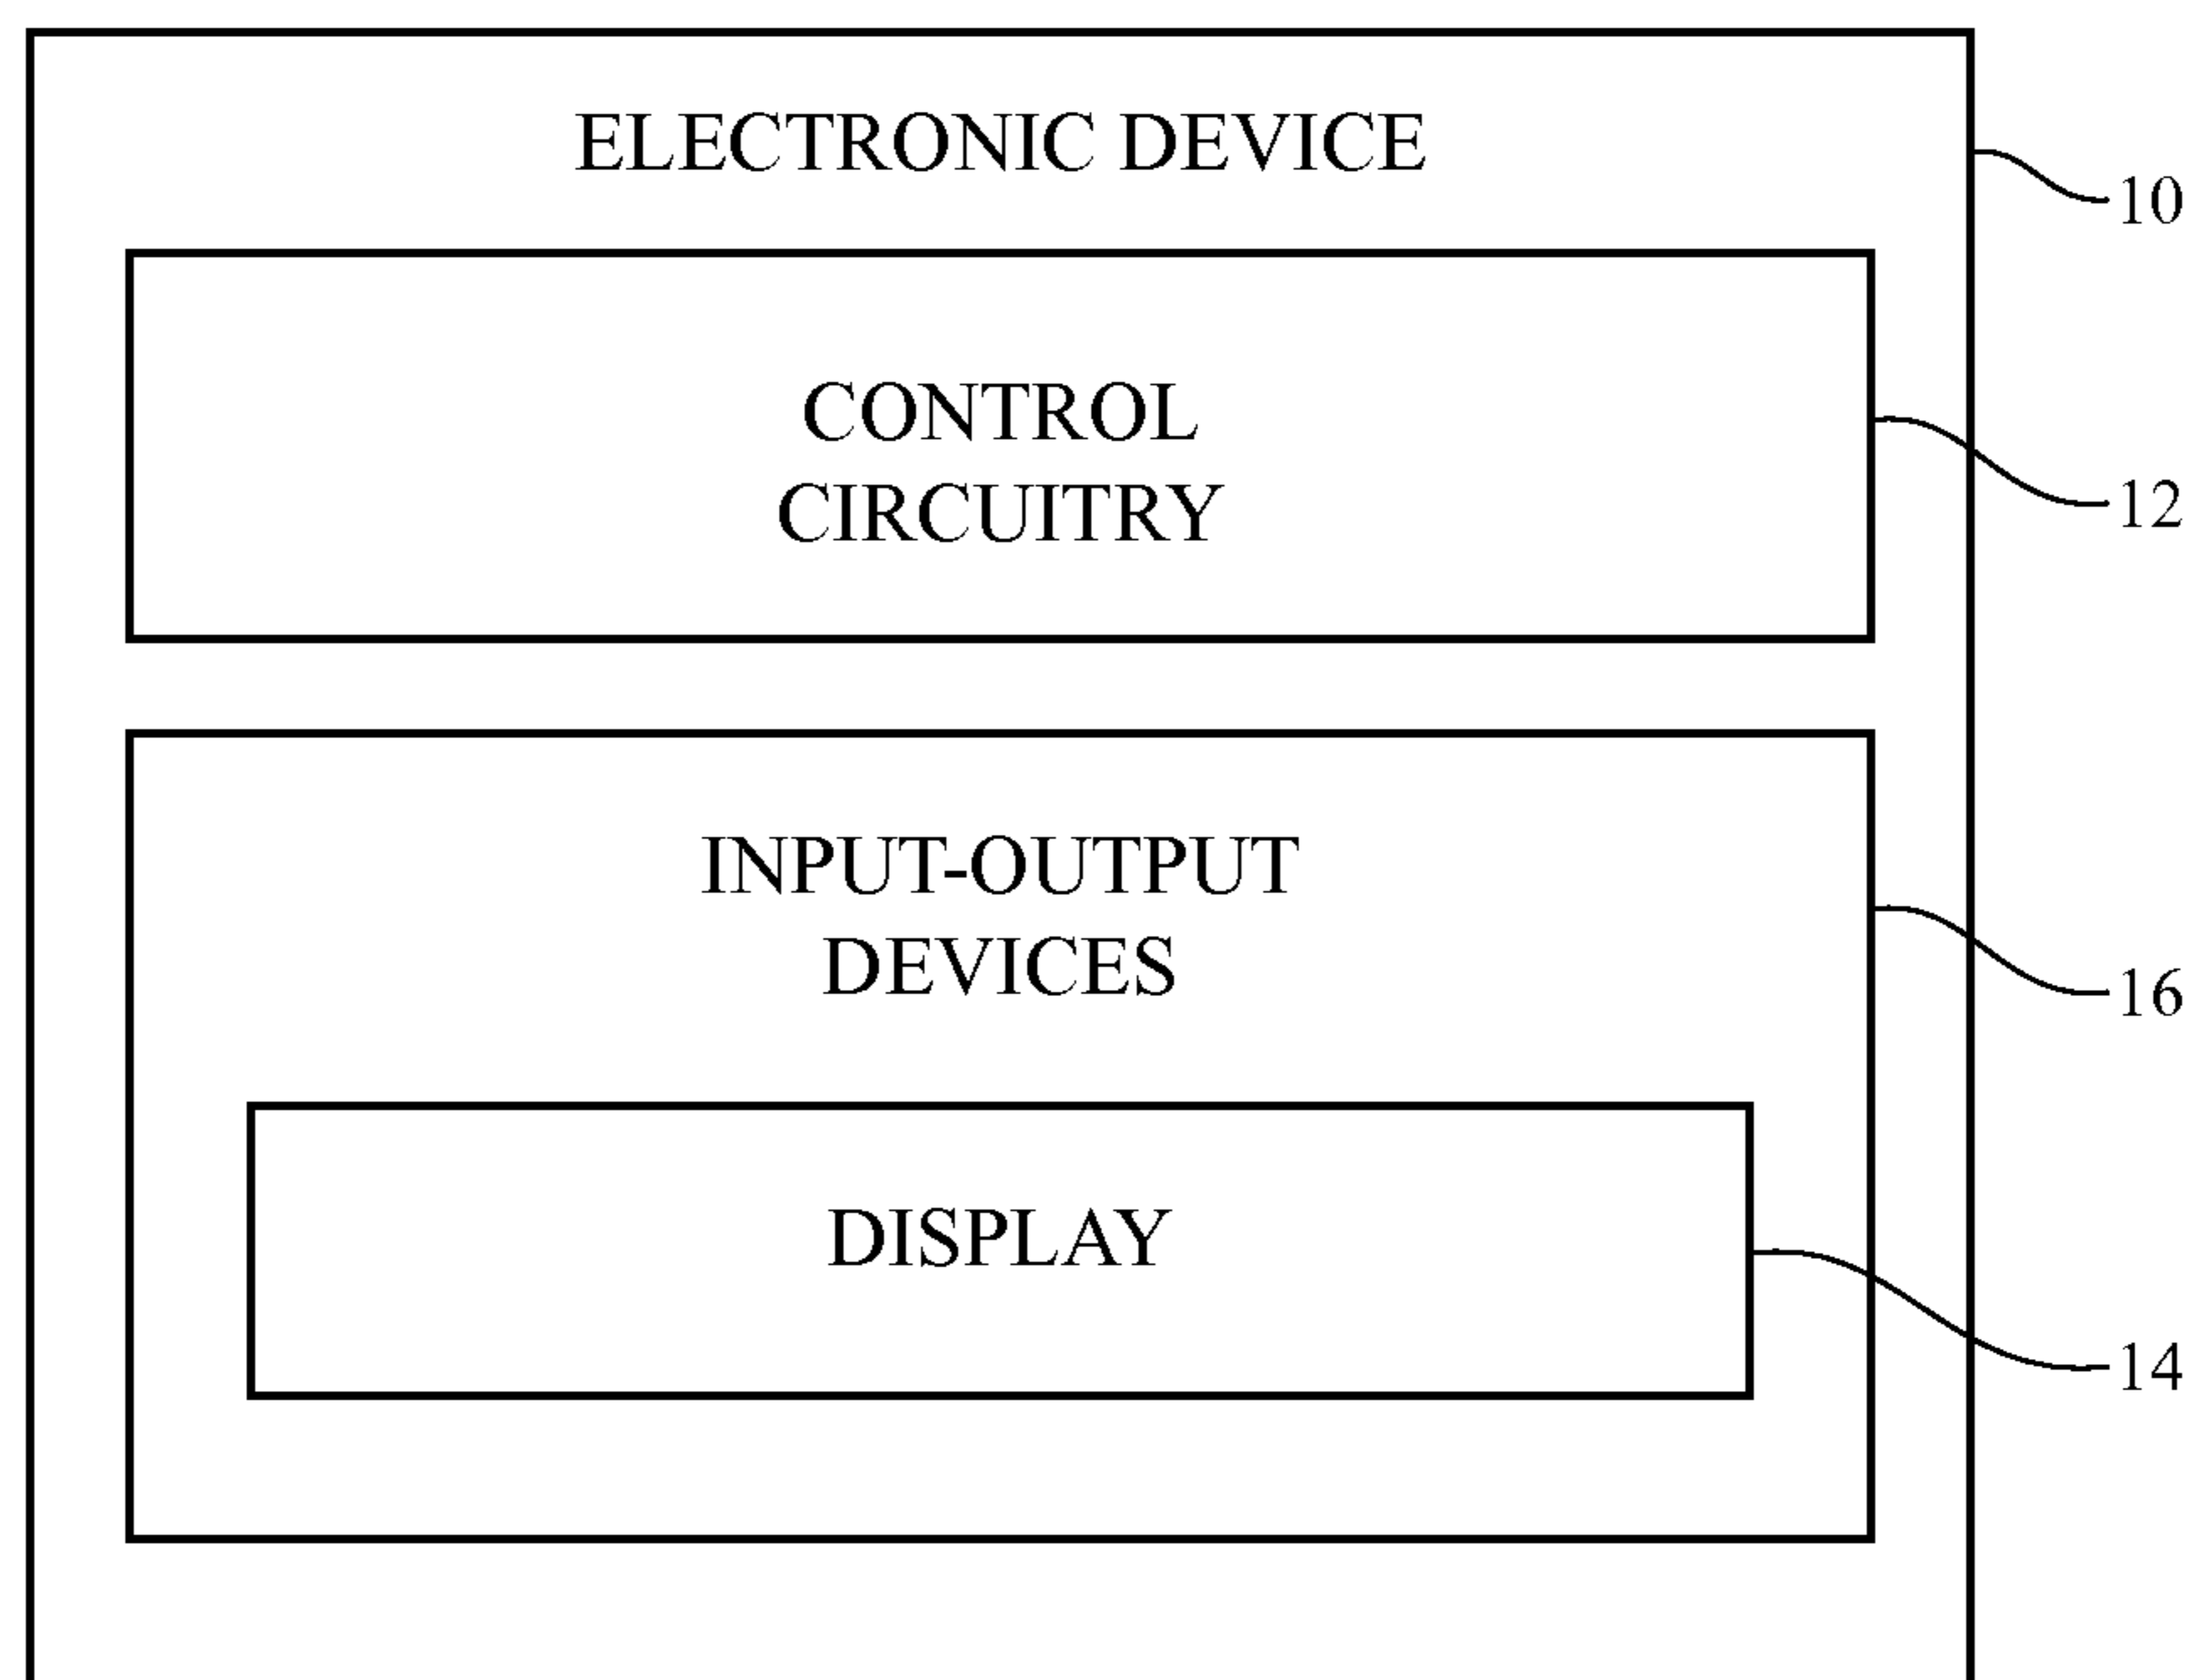 ELECTRONIC DEVICE
10
CONTROL
CIRCUITRY
12
INPUT-OUTPUT
DEVICES
16
DISPLAY
14